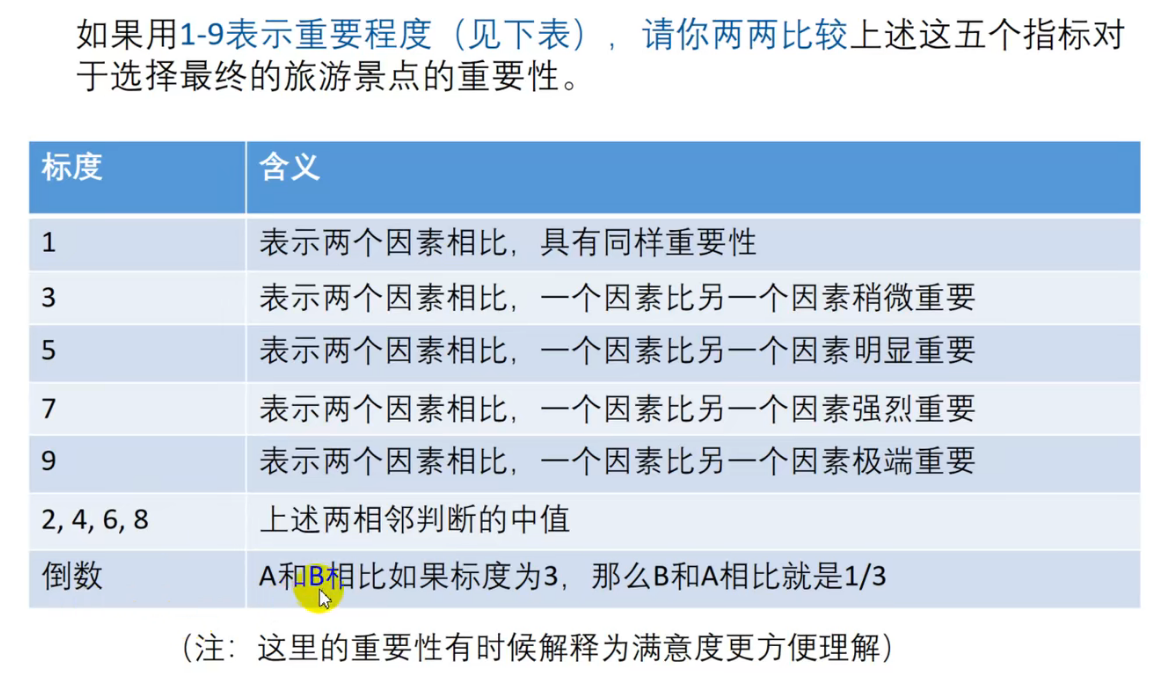 如果用1-9表示重要程度（见下表），请你两两比较上述这五个指标对
于选择最终的旅游景点的重要性。
标度 含义
1 表示两个因素相比，具有同样重要性
3 表示两个因素相比，一个因素比另一个因素稍微重要
5 表示两个因素相比，一个因素比另一个因素明显重要
7 表示两个因素相比，一个因素比另一个因素强烈重要
9 表示两个因素相比，一个因素比另一个因素极端重要
2, 4, 6, 8 上述两相邻判断的中值
倒数 A和B相比如果标度为3，那么B和A相比就是1/3
（注：这里的重要性有时候解释为满意度更方便理解）